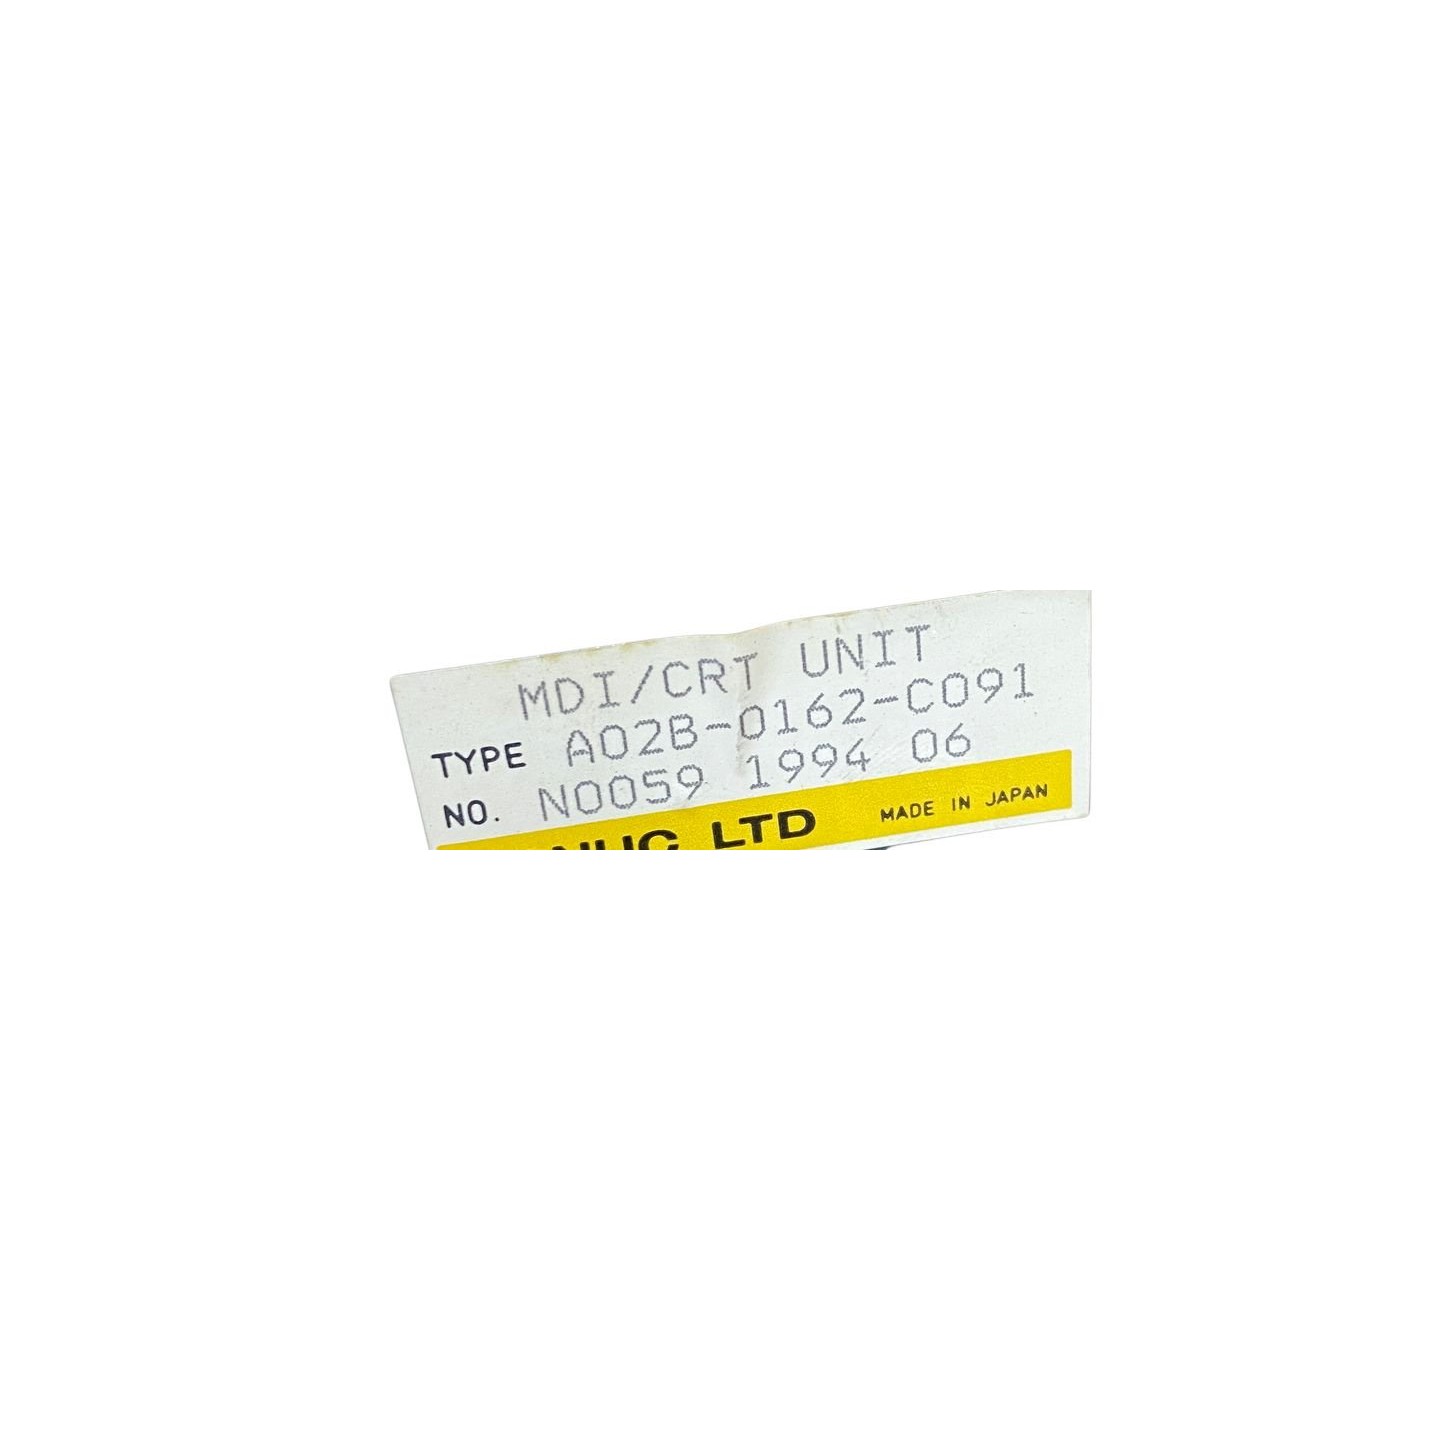 MDI/CRT UNIT
TYPE A02B-0162-C091
NO. N0059 1994 06
LTD MADE IN JAPAN